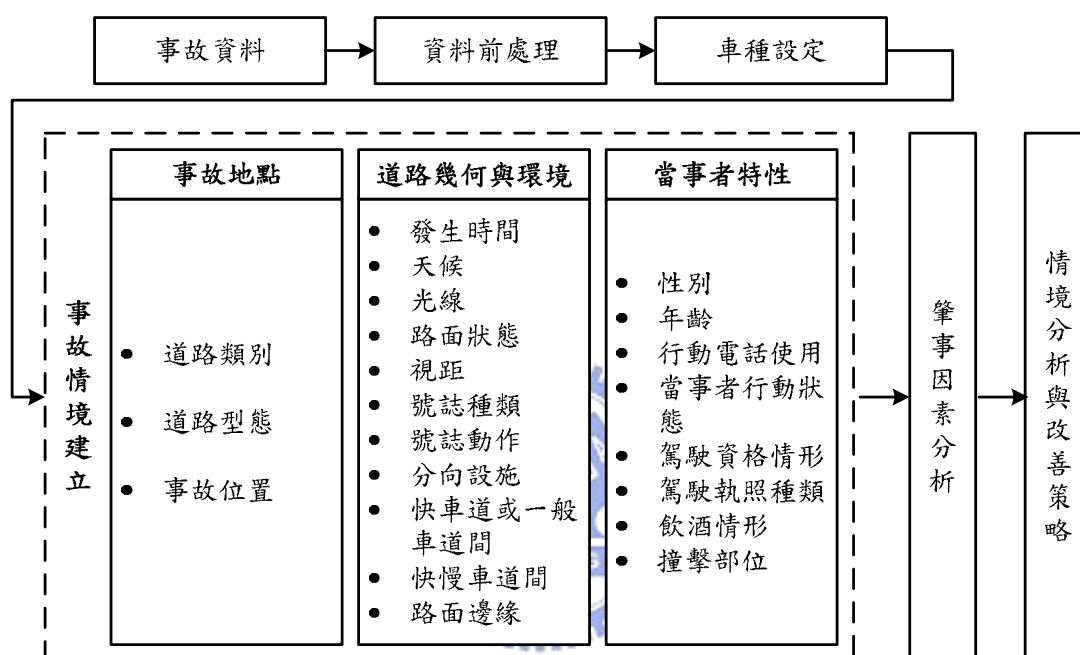 事故資料
資料前處理
車種設定
事故情境建立
事故地點
• 道路類別
• 道路型態
• 事故位置
道路幾何與環境
• 發生時間
• 天候
• 光線
• 路面狀態
• 視距
• 號誌種類
• 號誌動作
• 分向設施
• 快車道或一般
車道間
• 快慢車道間
• 路面邊緣
當事者特性
• 性別
• 年齡
• 行動電話使用
• 當事者行動狀
態
• 駕駛資格情形
• 駕駛執照種類
• 飲酒情形
• 撞擊部位
肇事因素分析
情境分析與改善策略